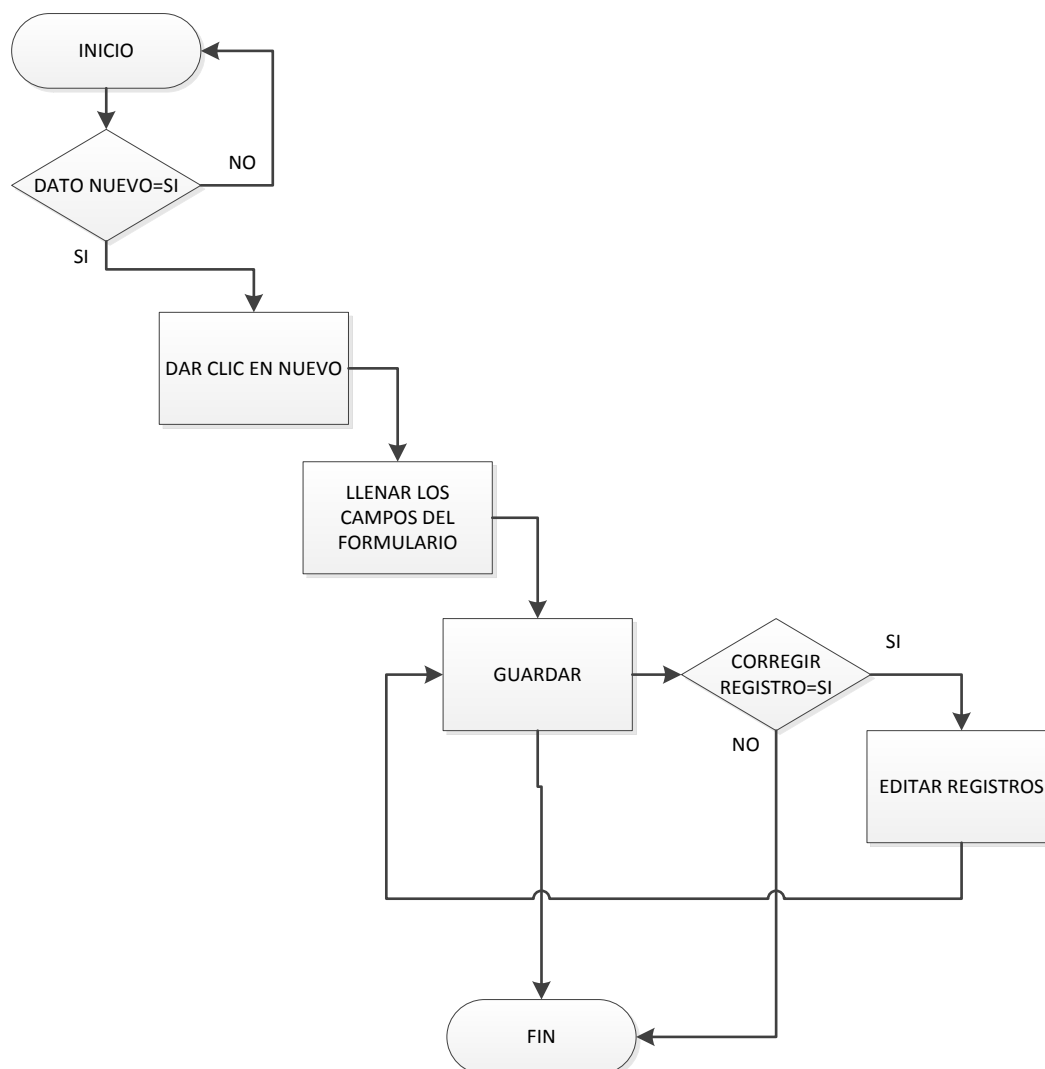 INICIO
NO
DATO NUEVO=SI
SI
DAR CLIC EN NUEVO
LLENAR LOS
CAMPOS DEL
FORMULARIO
GUARDAR
CORREGIR
REGISTRO=SI
SI
NO
EDITAR REGISTROS
FIN